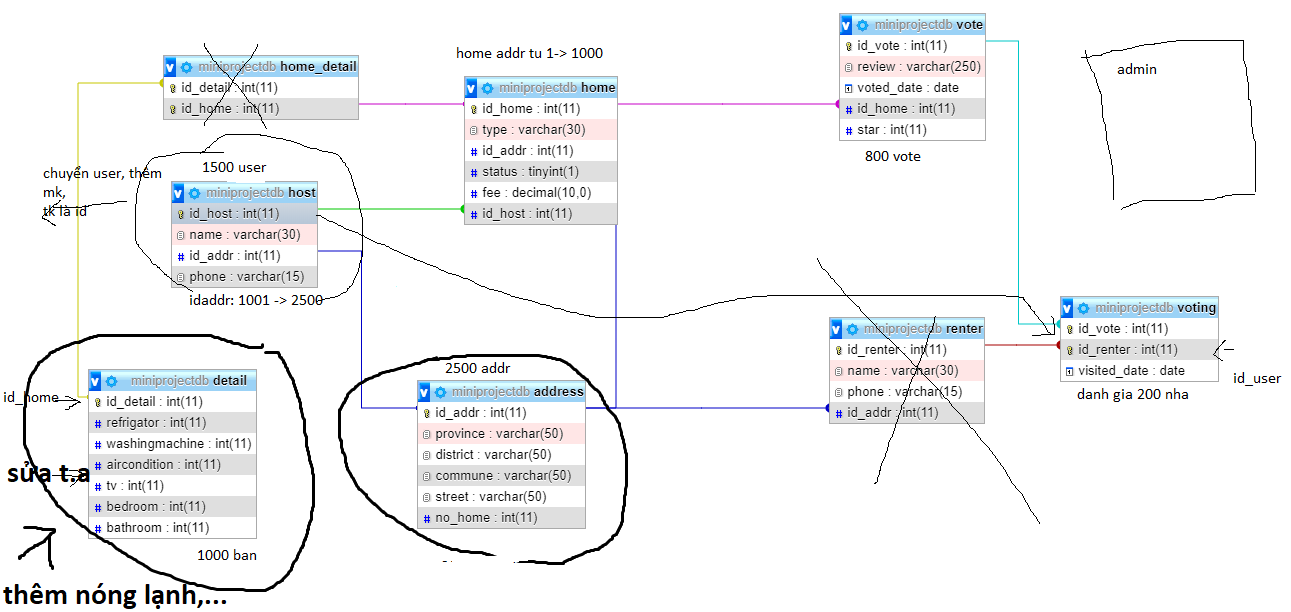 miniprojectdb home_detail
id_detail : int(11)
id_home : int(11)
home addr tu 1-> 1000
miniprojectdb home
id_home : int(11)
type : varchar(30)
id_addr : int(11)
status : tinyint(1)
fee : decimal(10,0)
id_host : int(11)
miniprojectdb vote
id_vote : int(11)
review : varchar(250)
voted_date : date
id_home : int(11)
star : int(11)
800 vote
admin
chuyển user, thêm
mk,
tk là id
1500 user
miniprojectdb host
id_host : int(11)
name : varchar(30)
id_addr : int(11)
phone : varchar(15)
idaddr: 1001 -> 2500
miniprojectdb renter
id_renter : int(11)
name : varchar(30)
phone : varchar(15)
id_addr : int(11)
miniprojectdb voting
id_vote : int(11)
id_renter : int(11)
visited_date : date
id_user
danh gia 200 nha
id_home
miniprojectdb detail
id_detail : int(11)
refrigator : int(11)
washingmachine : int(11)
aircondition : int(11)
tv : int(11)
bedroom : int(11)
bathroom : int(11)
sửa t.a
1000 ban
thêm nóng lạnh,...
2500 addr
miniprojectdb address
id_addr : int(11)
province : varchar(50)
district : varchar(50)
commune : varchar(50)
street : varchar(50)
no_home : int(11)